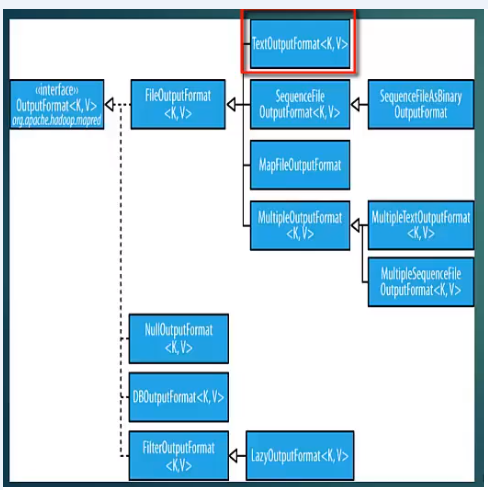 TextOutputFormat<K, V>
«interface»
OutputFormat<K, V>
org.apache.hadoop.mapred
FileOutputFormat
<K, V>
SequenceFile
OutputFormat<K, V>
SequenceFileAsBinary
OutputFormat
MapFileOutputFormat
MultipleOutputFormat
<K, V>
MultipleTextOutputFormat
<K, V>
MultipleSequenceFile
OutputFormat<K, V>
NullOutputFormat
<K, V>
DBOutputFormat<K, V>
FilterOutputFormat
<K,V>
LazyOutputFormat<K, V>